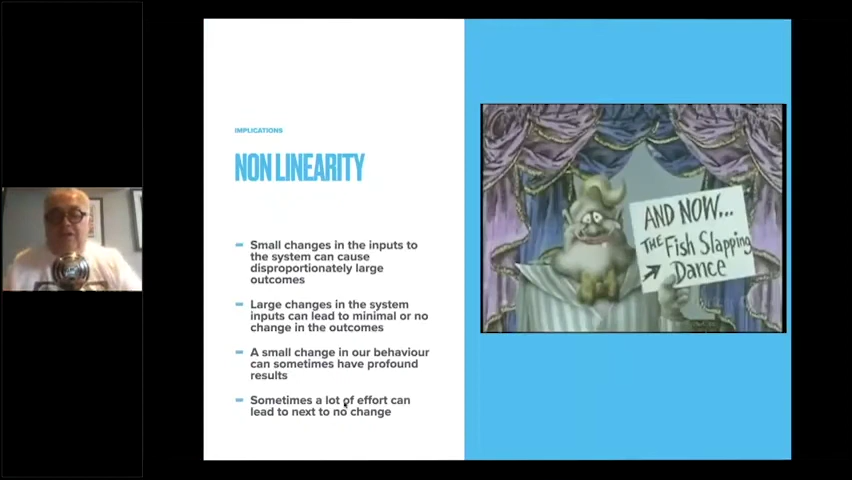 IMPLICATIONS
NON LINEARITY
Small changes in the inputs to
the system can cause
disproportionately large
outcomes
Large changes in the system
inputs can lead to minimal or no
change in the outcomes
A small change in our behaviour
can sometimes have profound
results
Sometimes a lot of effort can
lead to next to no change
AND NOW...
THE Fish Slapping
Dance